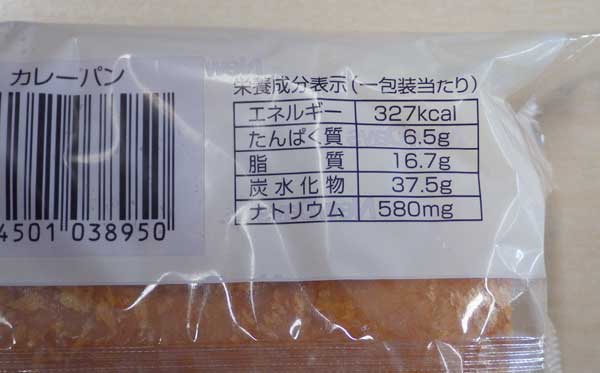 カレーパン
4501 038950
栄養成分表示(一包装当たり)
エネルギー 327kcal
たんぱく質 6.5g
脂質 16.7g
炭水化物 37.5g
ナトリウム 580mg